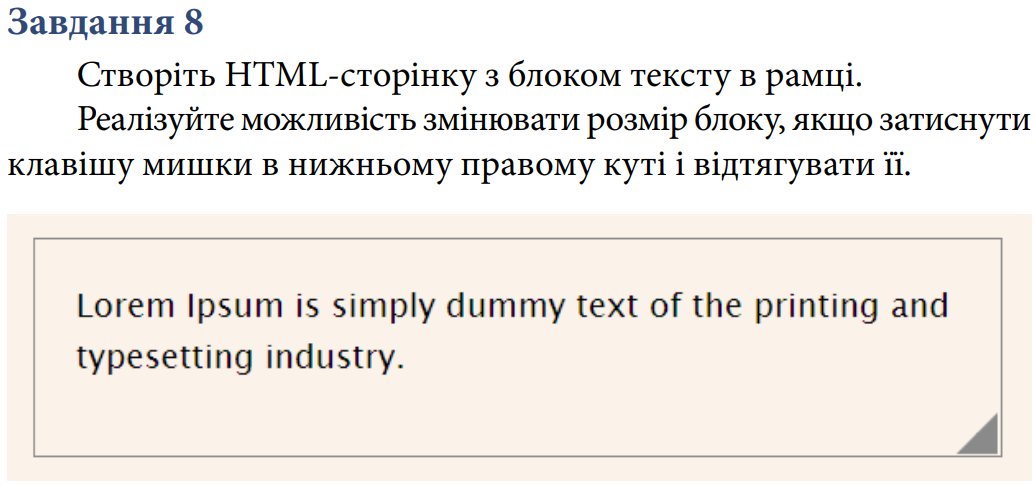 Завдання 8
Створіть HTML-сторінку з блоком тексту в рамці.
Реалізуйте можливість змінювати розмір блоку, якщо затиснути
клавішу мишки в нижньому правому куті і відтягувати її.
Lorem Ipsum is simply dummy text of the printing and
typesetting industry.